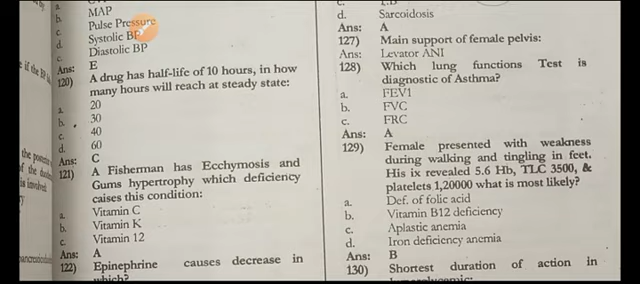 a. MAP
b. Pulse Pressure
c. Systolic BP
d. Diastolic BP
Ans: E
120) A drug has half-life of 10 hours, in how
many hours will reach at steady state:
a. 20
b. 30
c. 40
d. 60
Ans: C
121) A Fisherman has Ecchymosis and
Gums hypertrophy which deficiency
caises this condition:
a. Vitamin C
b. Vitamin K
c. Vitamin 12
Ans: A
122) Epinephrine causes decrease in
which?
d. Sarcoidosis
Ans: A
127) Main support of female pelvis:
Ans: Levator ANI
128) Which lung functions Test is
diagnostic of Asthma?
a. FEV1
b. FVC
c. FRC
Ans: A
129) Female presented with weakness
during walking and tingling in feet.
His ix revealed 5.6 Hb, TLC 3500, &
platelets 1,20000 what is most likely?
a. Def. of folic acid
b. Vitamin B12 deficiency
c. Aplastic anemia
d. Iron deficiency anemia
Ans: B
130) Shortest duration of action in